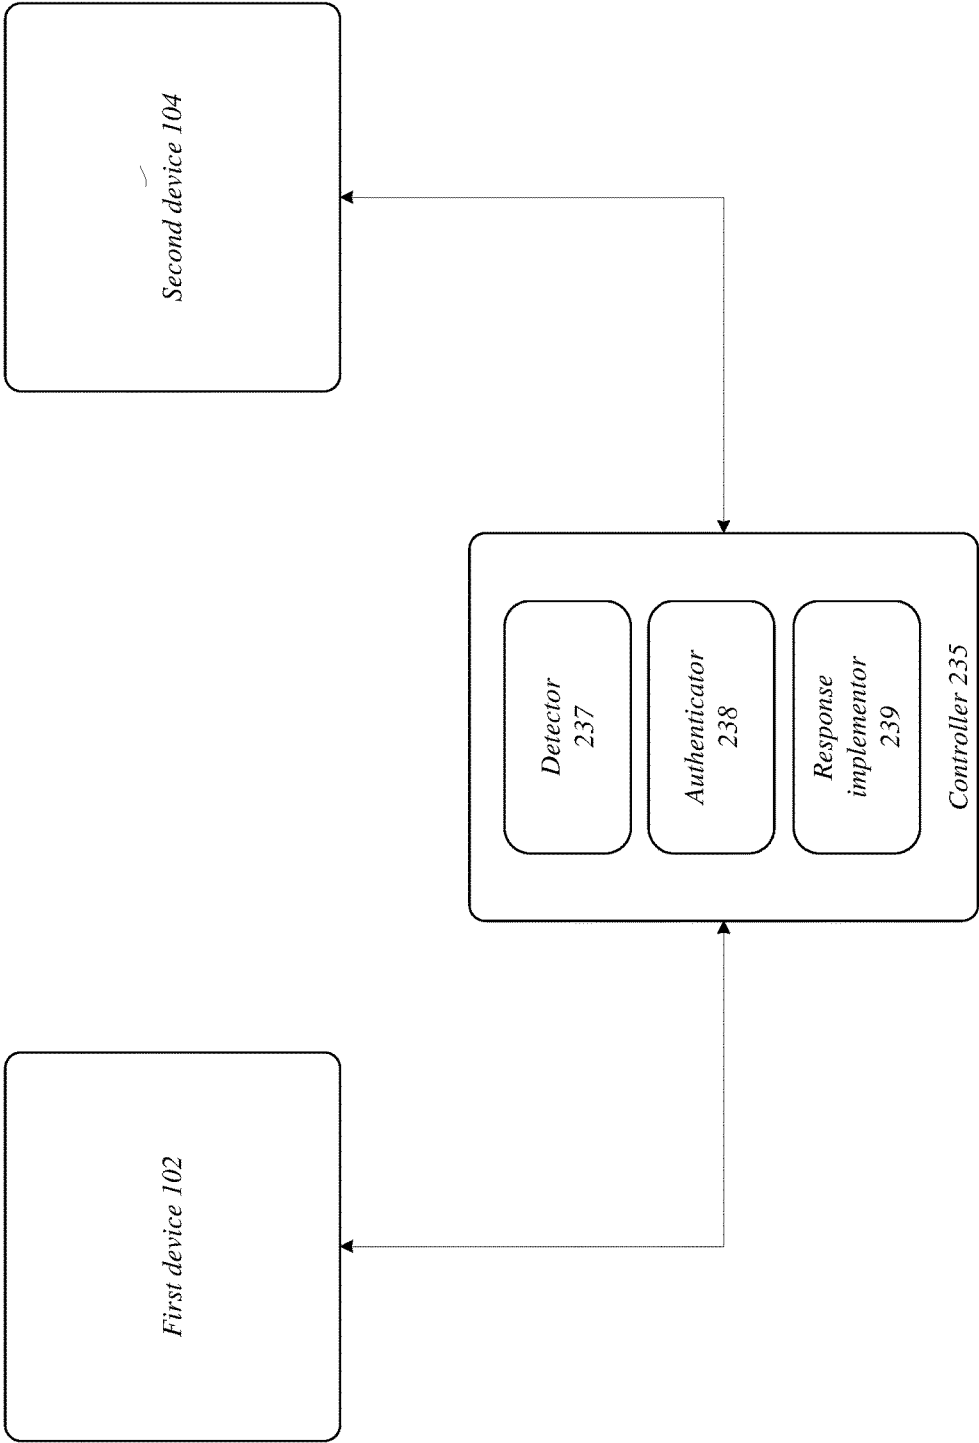 First device 102
Second device 104
Detector
237
Authenticator
238
Response
implementor
239
Controller 235